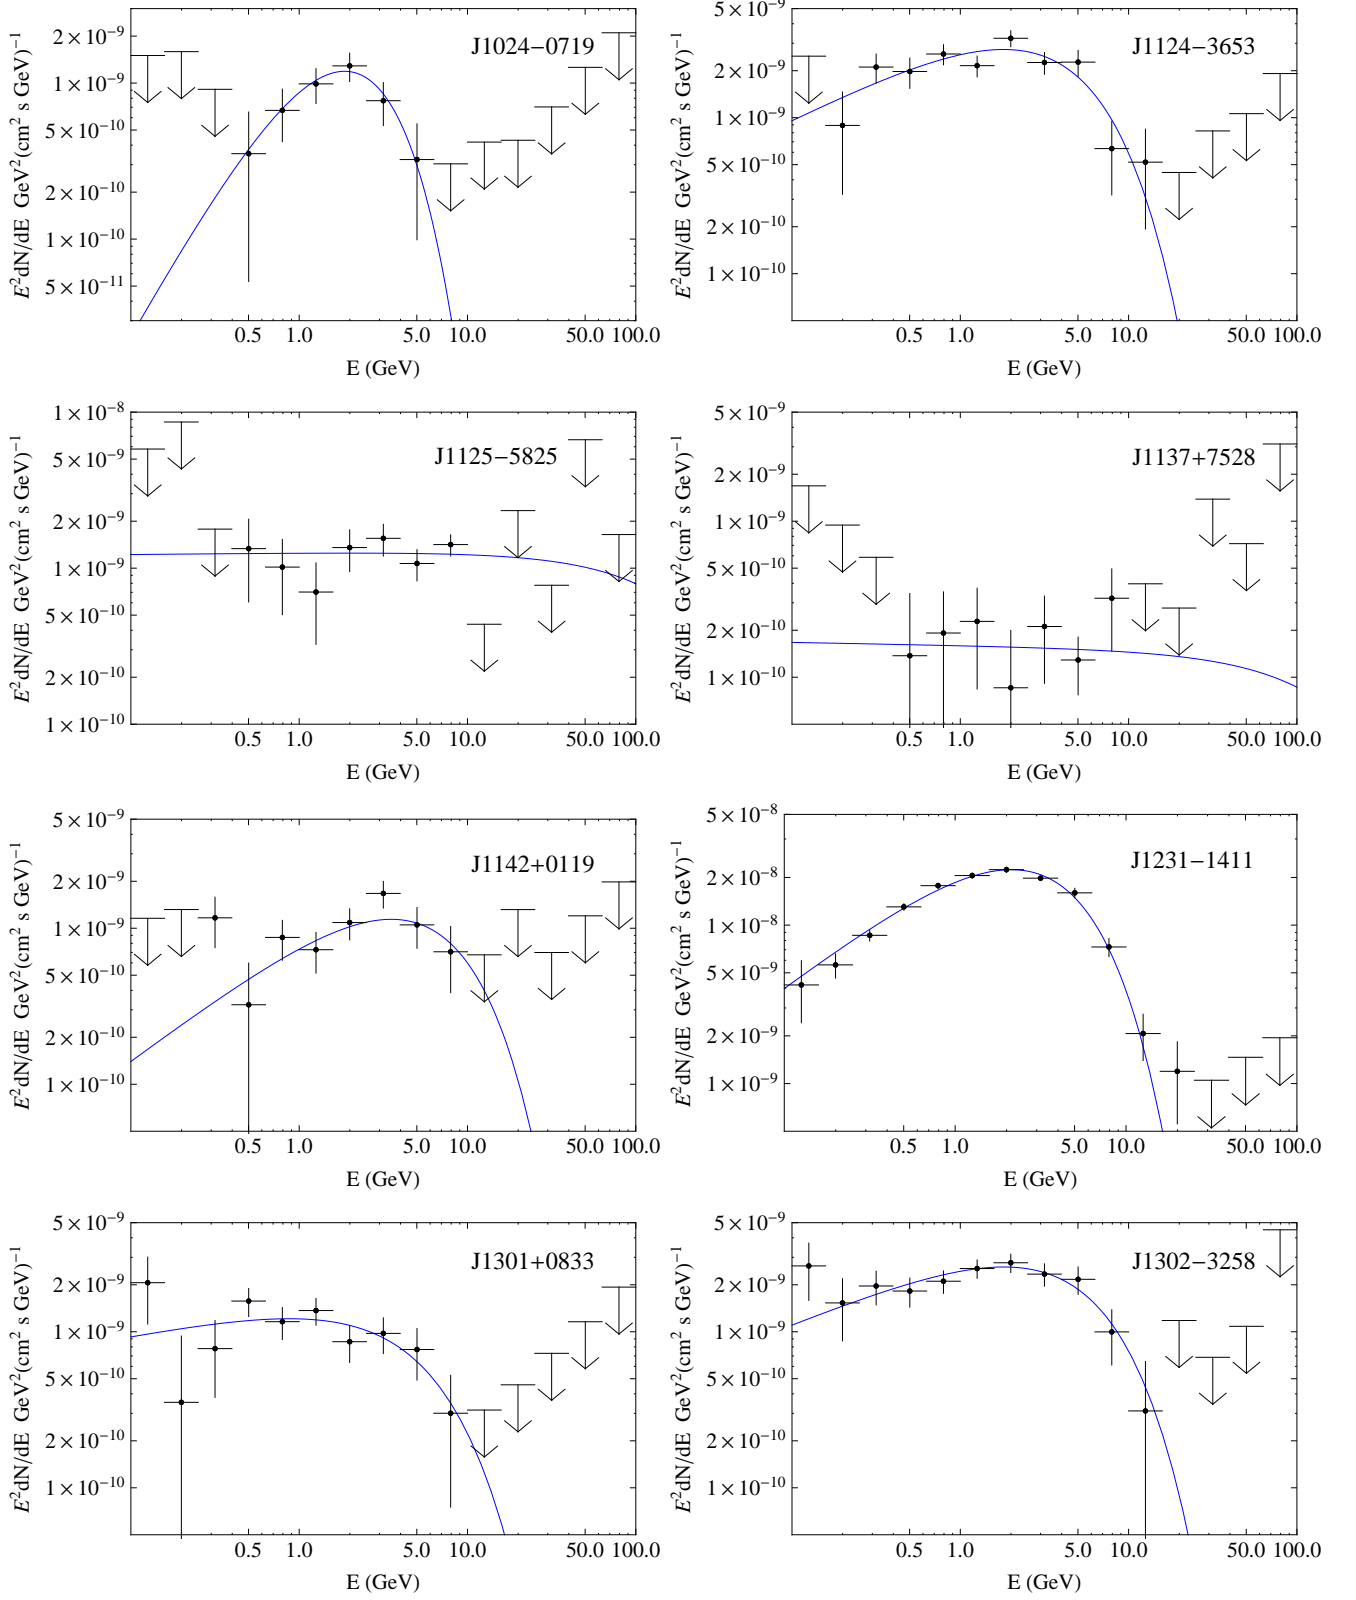 J1024−0719
2×10⁻⁹
1×10⁻⁹
5×10⁻¹⁰
2×10⁻¹⁰
1×10⁻¹⁰
5×10⁻¹¹
E²dN/dE GeV²(cm² s GeV)⁻¹
0.5 1.0 5.0 10.0 50.0 100.0
E (GeV)
J1124−3653
5×10⁻⁹
2×10⁻⁹
1×10⁻⁹
5×10⁻¹⁰
2×10⁻¹⁰
1×10⁻¹⁰
E²dN/dE GeV²(cm² s GeV)⁻¹
0.5 1.0 5.0 10.0 50.0 100.0
E (GeV)
J1125−5825
1×10⁻⁸
5×10⁻⁹
2×10⁻⁹
1×10⁻⁹
5×10⁻¹⁰
2×10⁻¹⁰
1×10⁻¹⁰
E²dN/dE GeV²(cm² s GeV)⁻¹
0.5 1.0 5.0 10.0 50.0 100.0
E (GeV)
J1137+7528
5×10⁻⁹
2×10⁻⁹
1×10⁻⁹
5×10⁻¹⁰
2×10⁻¹⁰
1×10⁻¹⁰
E²dN/dE GeV²(cm² s GeV)⁻¹
0.5 1.0 5.0 10.0 50.0 100.0
E (GeV)
J1142+0119
5×10⁻⁹
2×10⁻⁹
1×10⁻⁹
5×10⁻¹⁰
2×10⁻¹⁰
1×10⁻¹⁰
E²dN/dE GeV²(cm² s GeV)⁻¹
0.5 1.0 5.0 10.0 50.0 100.0
E (GeV)
J1231−1411
5×10⁻⁸
2×10⁻⁸
1×10⁻⁸
5×10⁻⁹
2×10⁻⁹
1×10⁻⁹
E²dN/dE GeV²(cm² s GeV)⁻¹
0.5 1.0 5.0 10.0 50.0 100.0
E (GeV)
J1301+0833
5×10⁻⁹
2×10⁻⁹
1×10⁻⁹
5×10⁻¹⁰
2×10⁻¹⁰
1×10⁻¹⁰
E²dN/dE GeV²(cm² s GeV)⁻¹
0.5 1.0 5.0 10.0 50.0 100.0
E (GeV)
J1302−3258
5×10⁻⁹
2×10⁻⁹
1×10⁻⁹
5×10⁻¹⁰
2×10⁻¹⁰
1×10⁻¹⁰
E²dN/dE GeV²(cm² s GeV)⁻¹
0.5 1.0 5.0 10.0 50.0 100.0
E (GeV)